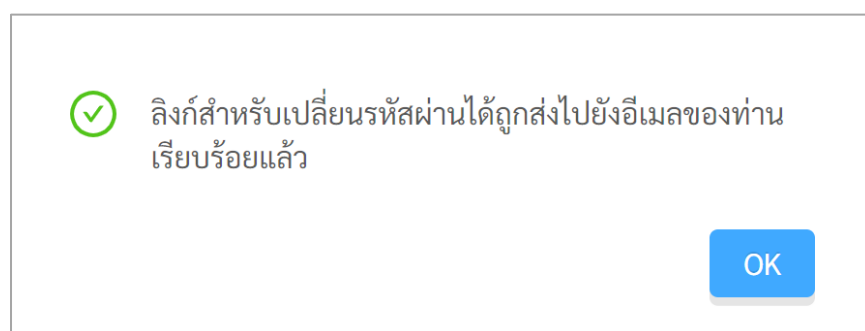 ลิงก์สำหรับเปลี่ยนรหัสผ่านได้ถูกส่งไปยังอีเมลของท่าน
เรียบร้อยแล้ว
OK